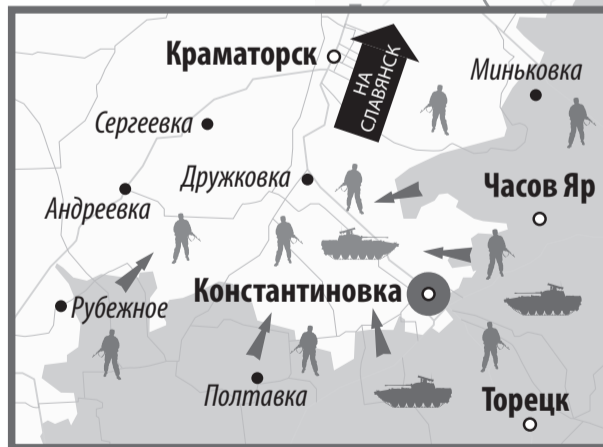 Краматорск
НА
СЛАВЯНСК
Миньковка
Сергеевка
Дружковка
Часов Яр
Андреевка
Константиновка
Рубежное
Полтавка
Торецк